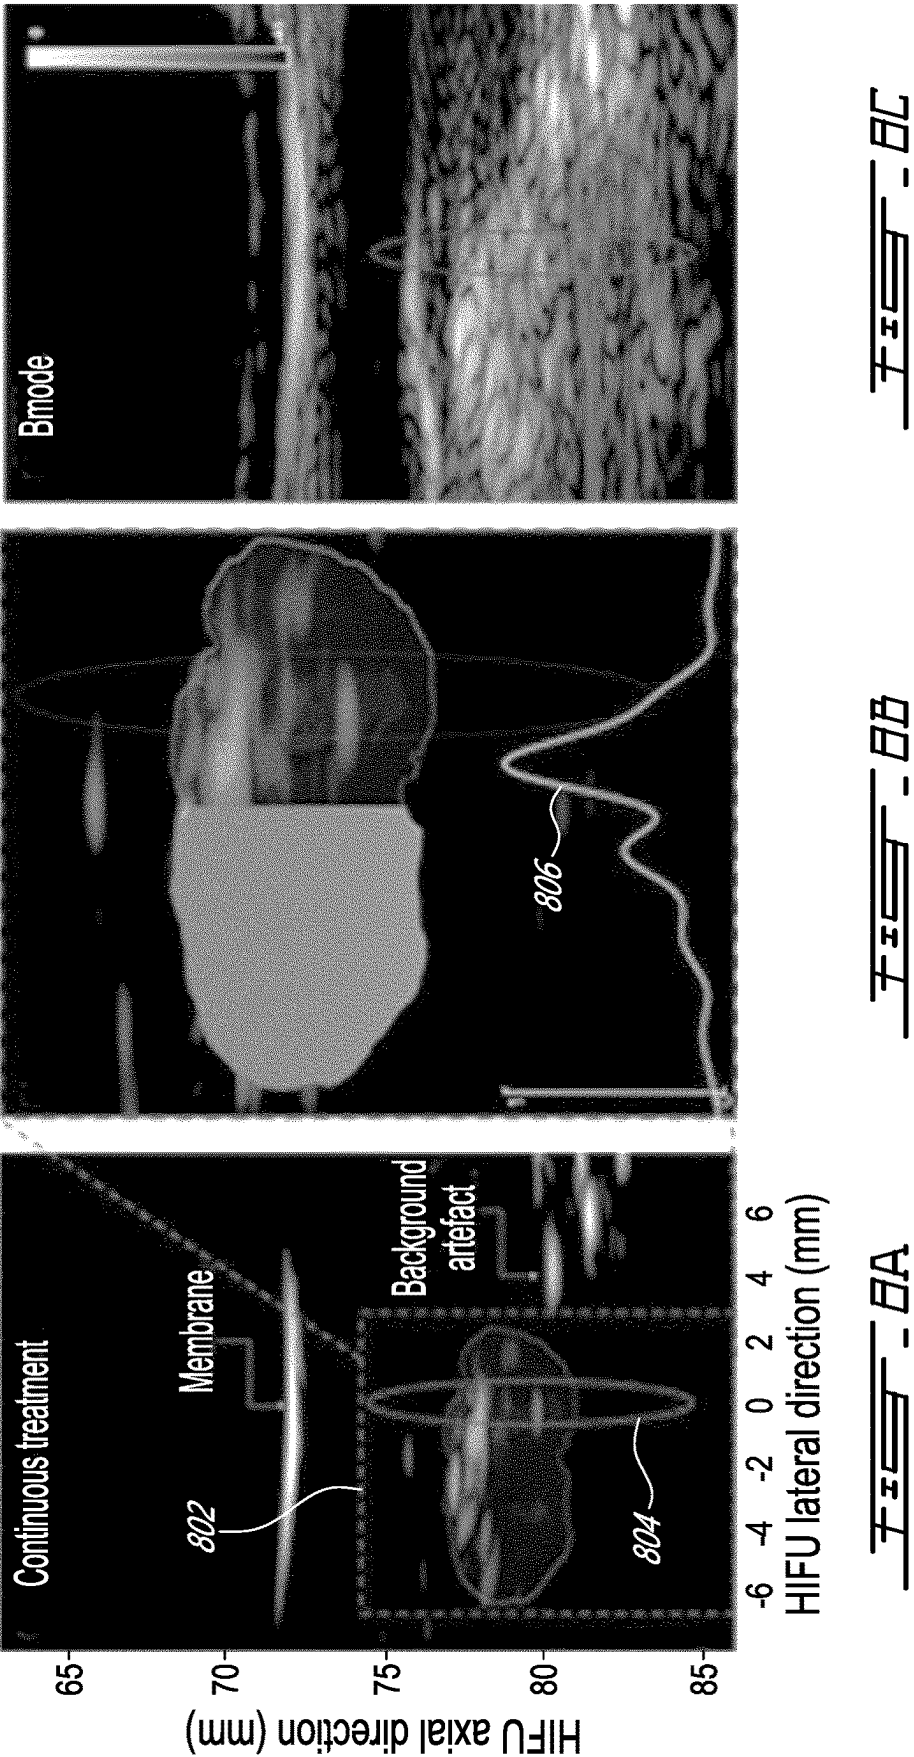 Continuous treatment
Membrane
802
Background
artefact
804
65
70
75
80
85
HIFU axial direction (mm)
-6 -4 -2 0 2 4 6
HIFU lateral direction (mm)
FIG. 8A
806
FIG. 8B
Bmode
FIG. 8C